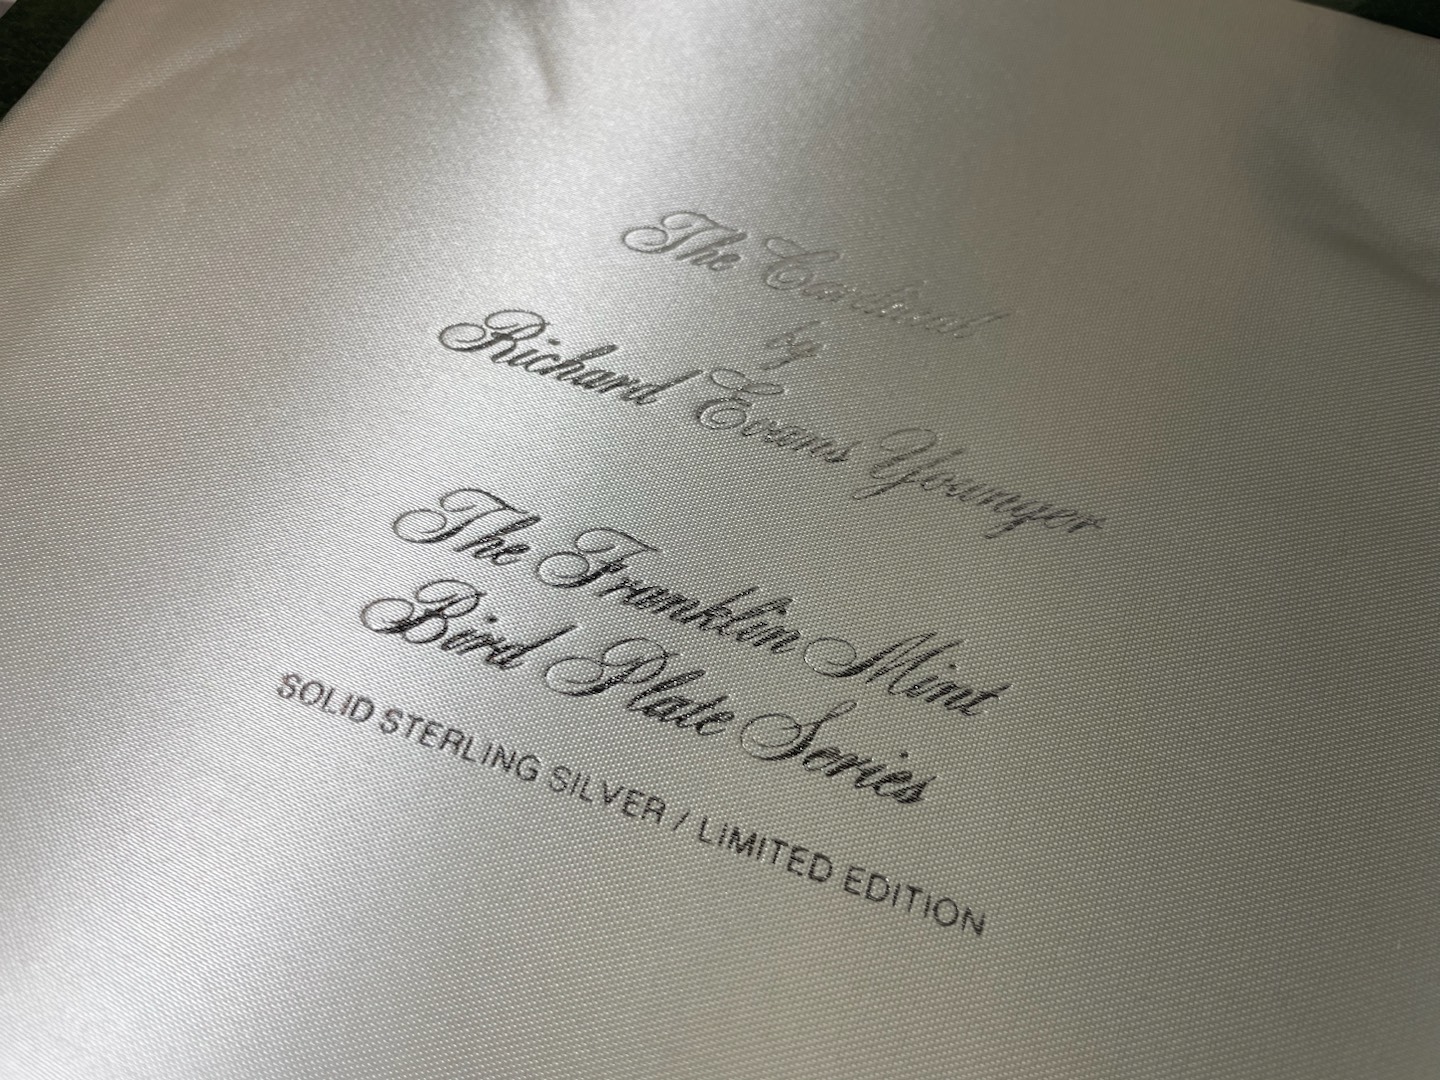 The Cardinal
by
Richard Evans Younger
The Franklin Mint
Bird Plate Series
SOLID STERLING SILVER / LIMITED EDITION